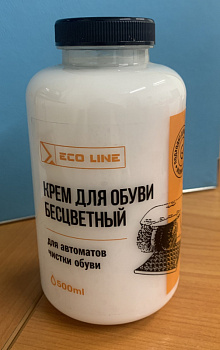 ECO LINE
КРЕМ ДЛЯ ОБУВИ
БЕСЦВЕТНЫЙ
для автоматов
чистки обуви
500ml